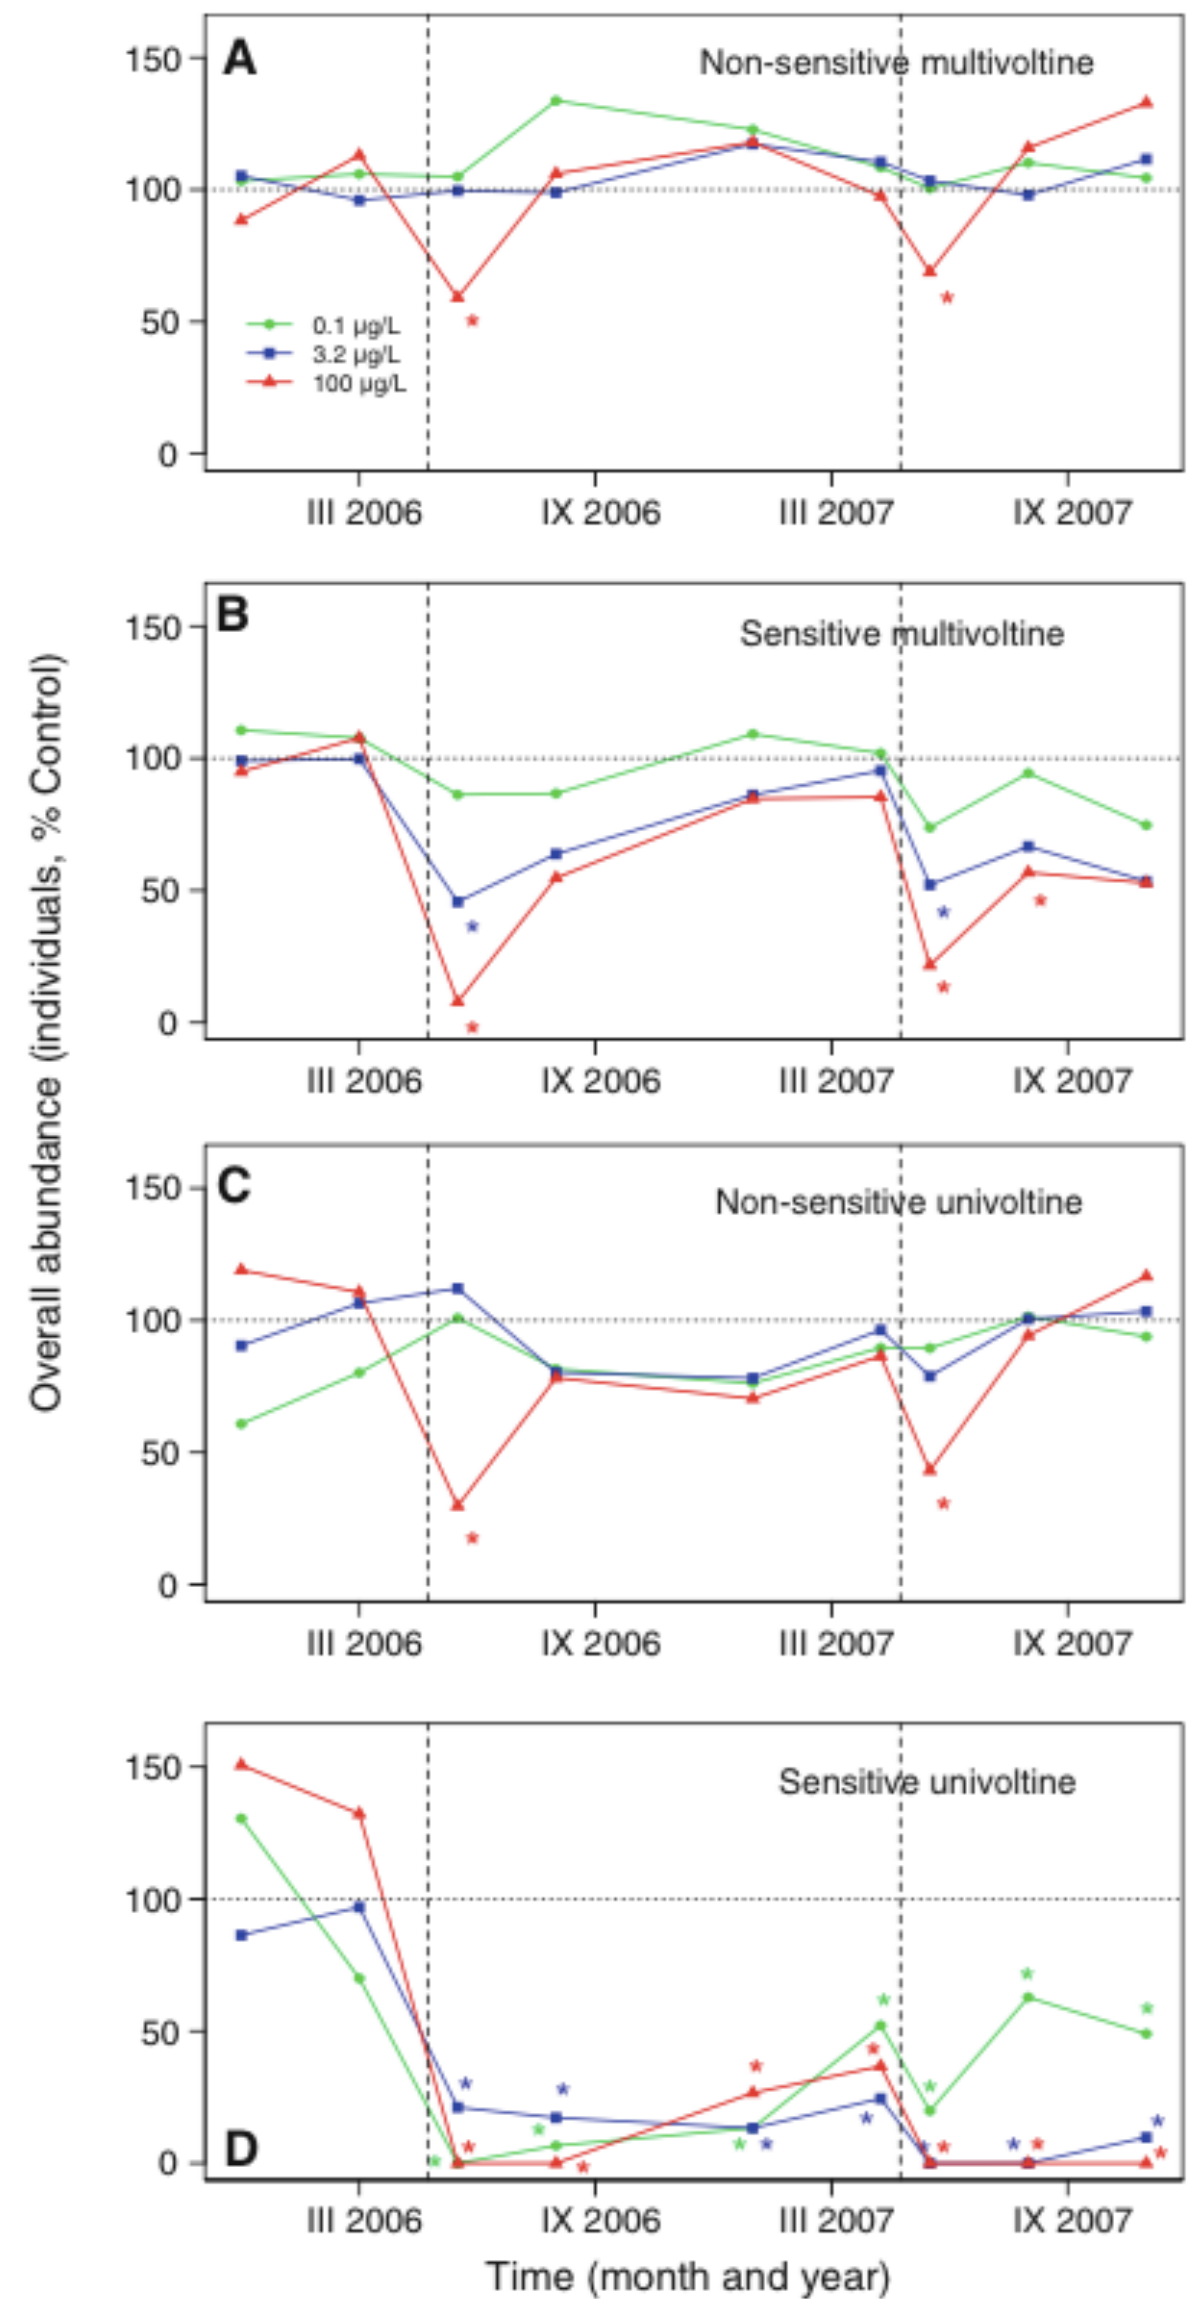 A
Non-sensitive multivoltine
150
100
50
0
0.1 µg/L
3.2 µg/L
100 µg/L
III 2006
IX 2006
III 2007
IX 2007
B
Sensitive multivoltine
150
100
50
0
III 2006
IX 2006
III 2007
IX 2007
Overall abundance (individuals, % Control)
C
Non-sensitive univoltine
150
100
50
0
III 2006
IX 2006
III 2007
IX 2007
Sensitive univoltine
150
100
50
0
D
III 2006
IX 2006
III 2007
IX 2007
Time (month and year)